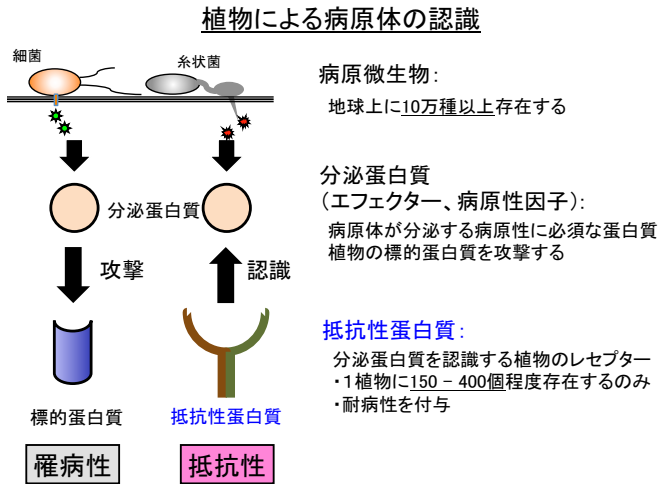 植物による病原体の認識
細菌
糸状菌
分泌蛋白質
攻撃
認識
標的蛋白質
抵抗性蛋白質
罹病性
抵抗性
病原微生物：
地球上に10万種以上存在する
分泌蛋白質
（エフェクター、病原性因子）：
病原体が分泌する病原性に必須な蛋白質
植物の標的蛋白質を攻撃する
抵抗性蛋白質：
分泌蛋白質を認識する植物のレセプター
・１植物に150 − 400個程度存在するのみ
・耐病性を付与